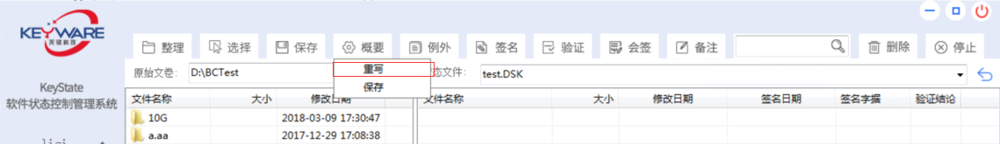 KEYWARE
天键科技
整理 选择 保存 概要 例外 签名 验证 会签 备注 删除 停止
KeyState
软件状态控制管理系统
原始文卷: D:\BCTest 态文件: test.DSK
重写
保存
文件名称 大小 修改日期 文件名称 大小 修改日期 签名日期 签名字据 验证结论
10G 2018-03-09 17:30:47
a.aa 2017-12-29 17:08:38